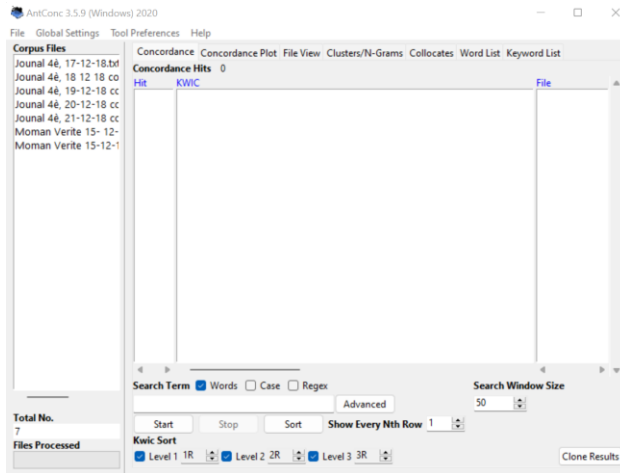 AntConc 3.5.9 (Windows) 2020
File Global Settings Tool Preferences Help
Corpus Files
Jounal 4è, 17-12-18.txt
Jounal 4è, 18 12 18 co
Jounal 4è, 19-12-18 cc
Jounal 4è, 20-12-18 cc
Jounal 4è, 21-12-18 cc
Moman Verite 15- 12-
Moman Verite 15-12-1
Concordance Concordance Plot File View Clusters/N-Grams Collocates Word List Keyword List
Concordance Hits 0
Hit KWIC File
Search Term Words Case Regex Search Window Size
Advanced 50
Total No.
7
Start Stop Sort Show Every Nth Row 1
Files Processed
Kwic Sort
Level 1 1R Level 2 2R Level 3 3R Clone Results